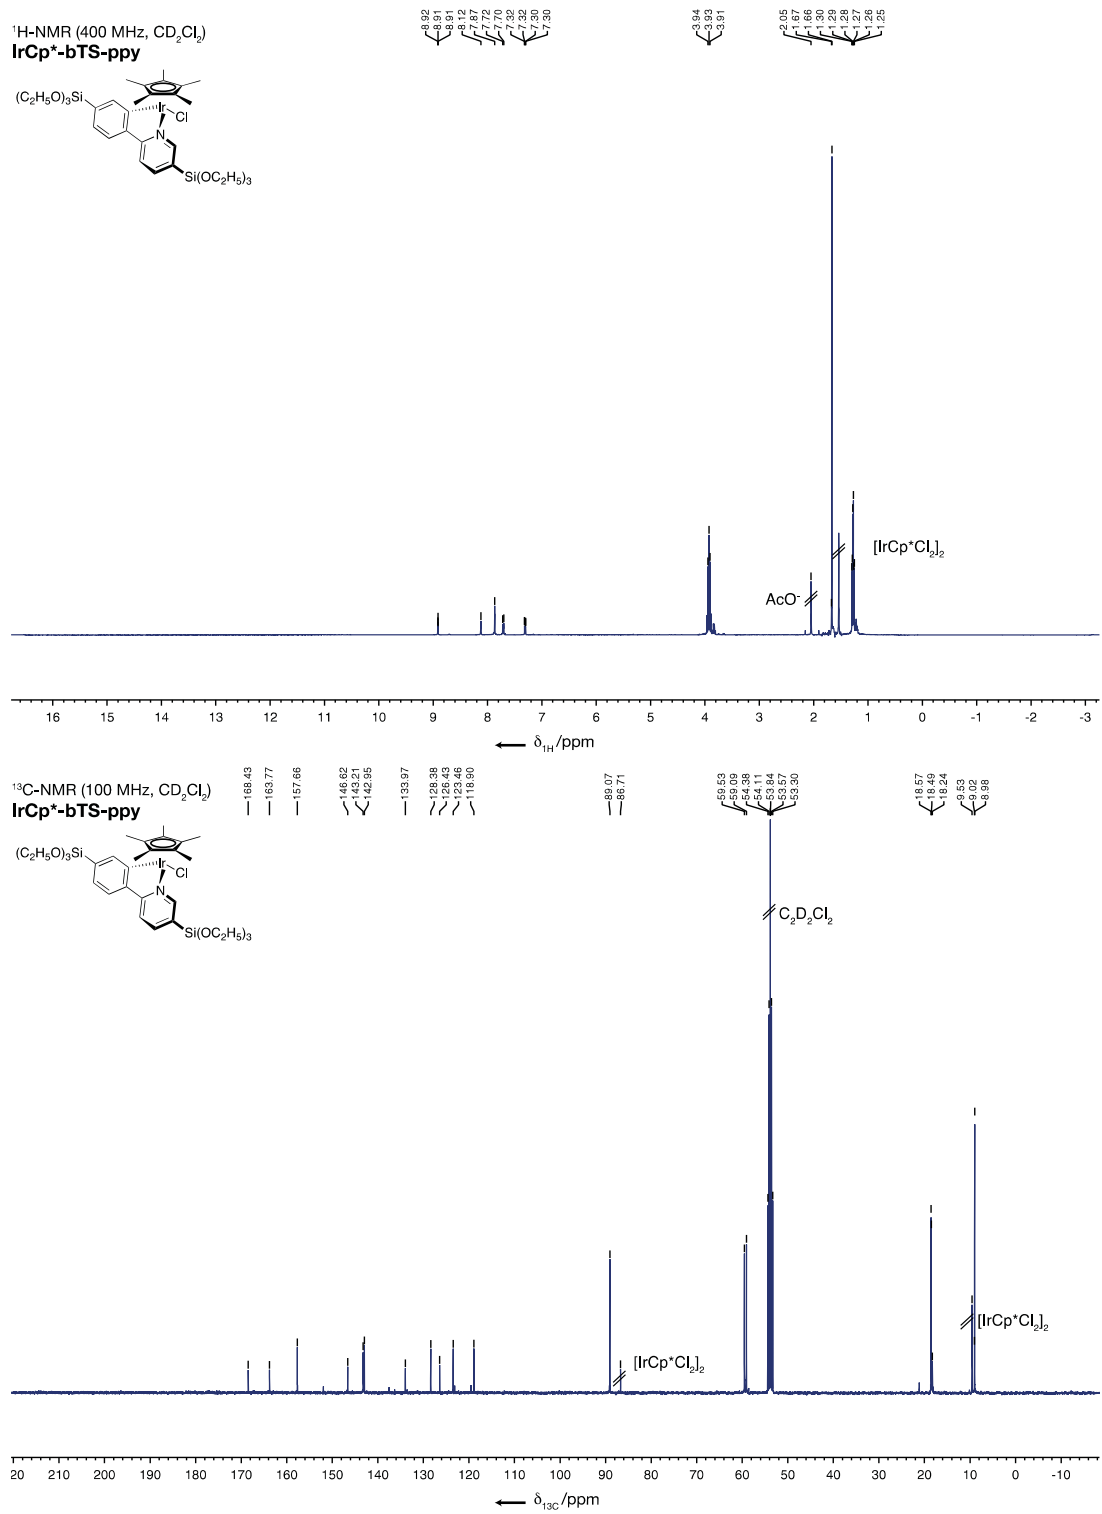 ¹H-NMR (400 MHz, CD₂Cl₂)
IrCp*-bTS-ppy
8.92
8.91
8.91
8.12
7.87
7.72
7.70
7.32
7.32
7.30
7.30
3.94
3.93
3.91
2.05
1.67
1.66
1.30
1.29
1.28
1.27
1.26
1.25
(C₂H₅O)₃Si
Ir
Cl
N
Si(OC₂H₅)₃
[IrCp*Cl₂]₂
AcO⁻
16 15 14 13 12 11 10 9 8 7 6 5 4 3 2 1 0 -1 -2 -3
δ₁H/ppm
¹³C-NMR (100 MHz, CD₂Cl₂)
IrCp*-bTS-ppy
168.43
163.77
157.66
146.62
143.21
142.95
133.97
128.38
126.43
123.46
118.90
89.07
86.71
59.53
59.09
54.38
54.11
53.84
53.57
53.30
18.57
18.49
18.24
9.53
9.02
8.98
(C₂H₅O)₃Si
Ir
Cl
N
Si(OC₂H₅)₃
C₂D₂Cl₂
[IrCp*Cl₂]₂
[IrCp*Cl₂]₂
20 210 200 190 180 170 160 150 140 130 120 110 100 90 80 70 60 50 40 30 20 10 0 -10
δ₁₃C/ppm